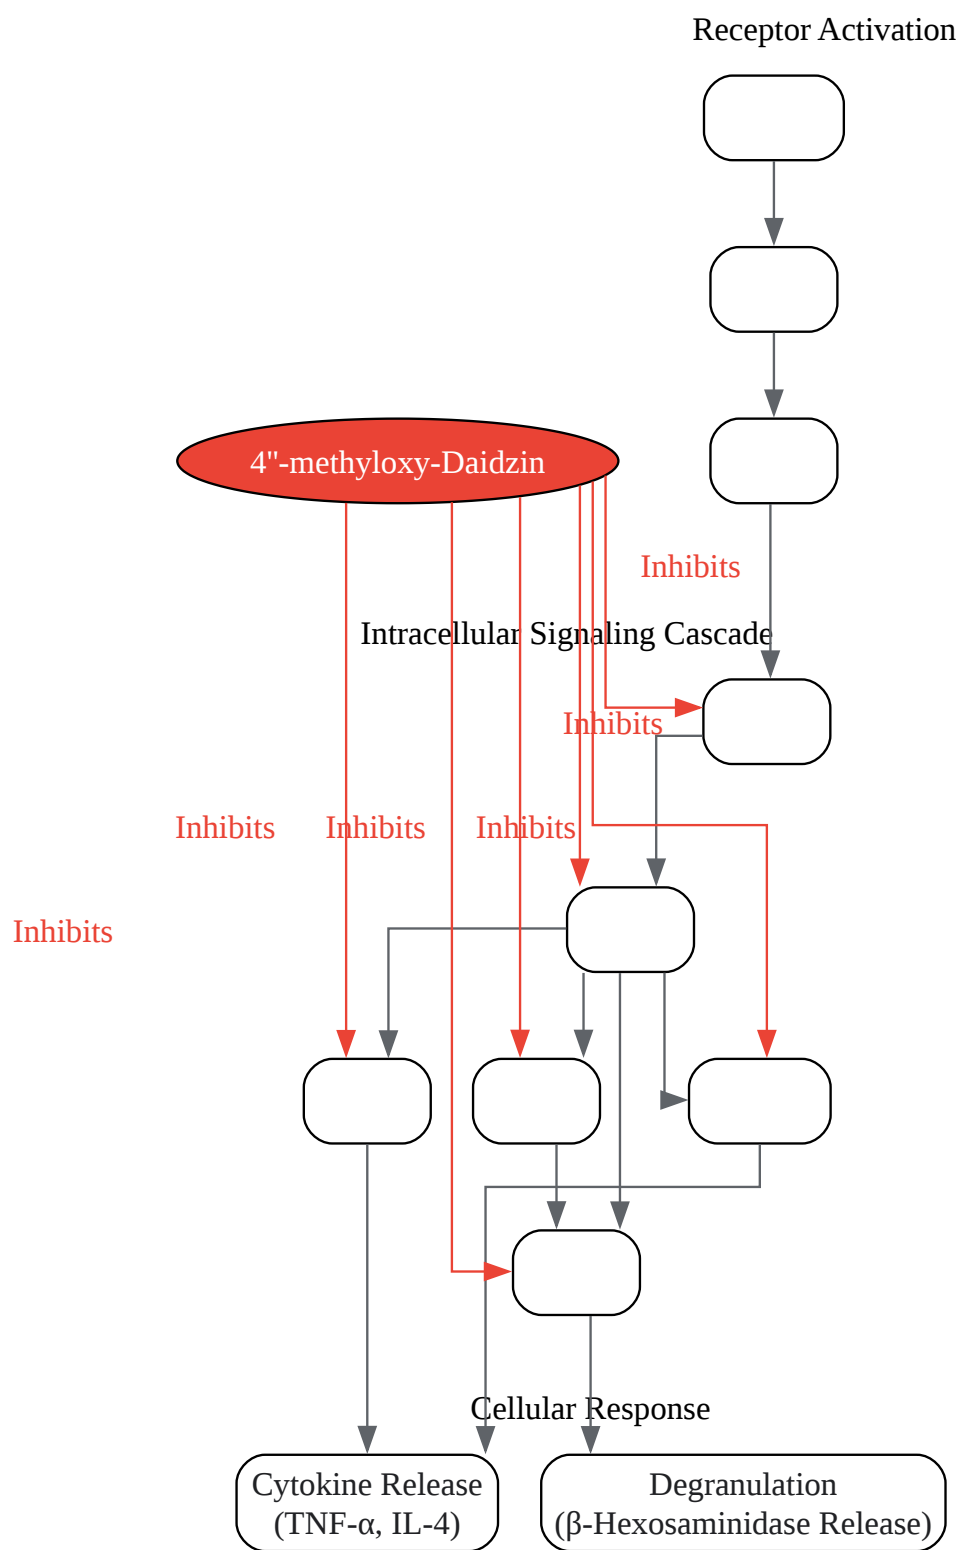 Receptor Activation
4"-methyloxy-Daidzin
Inhibits
Intracellular Signaling Cascade
Inhibits
Inhibits
Inhibits
Inhibits
Inhibits
Cellular Response
Cytokine Release
(TNF-α, IL-4)
Degranulation
(β-Hexosaminidase Release)